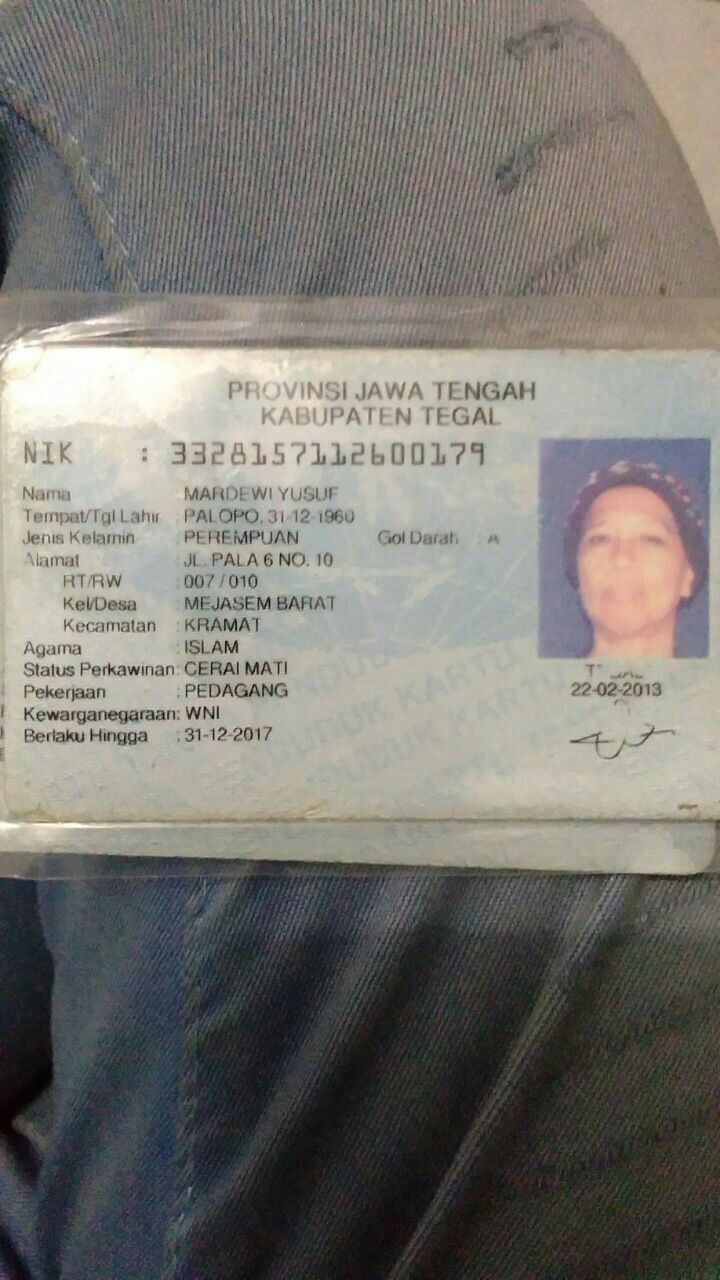 PROVINSI JAWA TENGAH
KABUPATEN TEGAL
NIK : 3328157112600179
Nama : MARDEWI YUSUF
Tempat/Tgl Lahir : PALOPO, 31-12-1960
Jenis Kelamin : PEREMPUAN Gol Darah : A
Alamat : JL. PALA 6 NO. 10
RT/RW : 007 / 010
Kel/Desa : MEJASEM BARAT
Kecamatan : KRAMAT
Agama : ISLAM
Status Perkawinan: CERAI MATI
Pekerjaan : PEDAGANG
Kewarganegaraan: WNI
Berlaku Hingga : 31-12-2017
22-02-2013